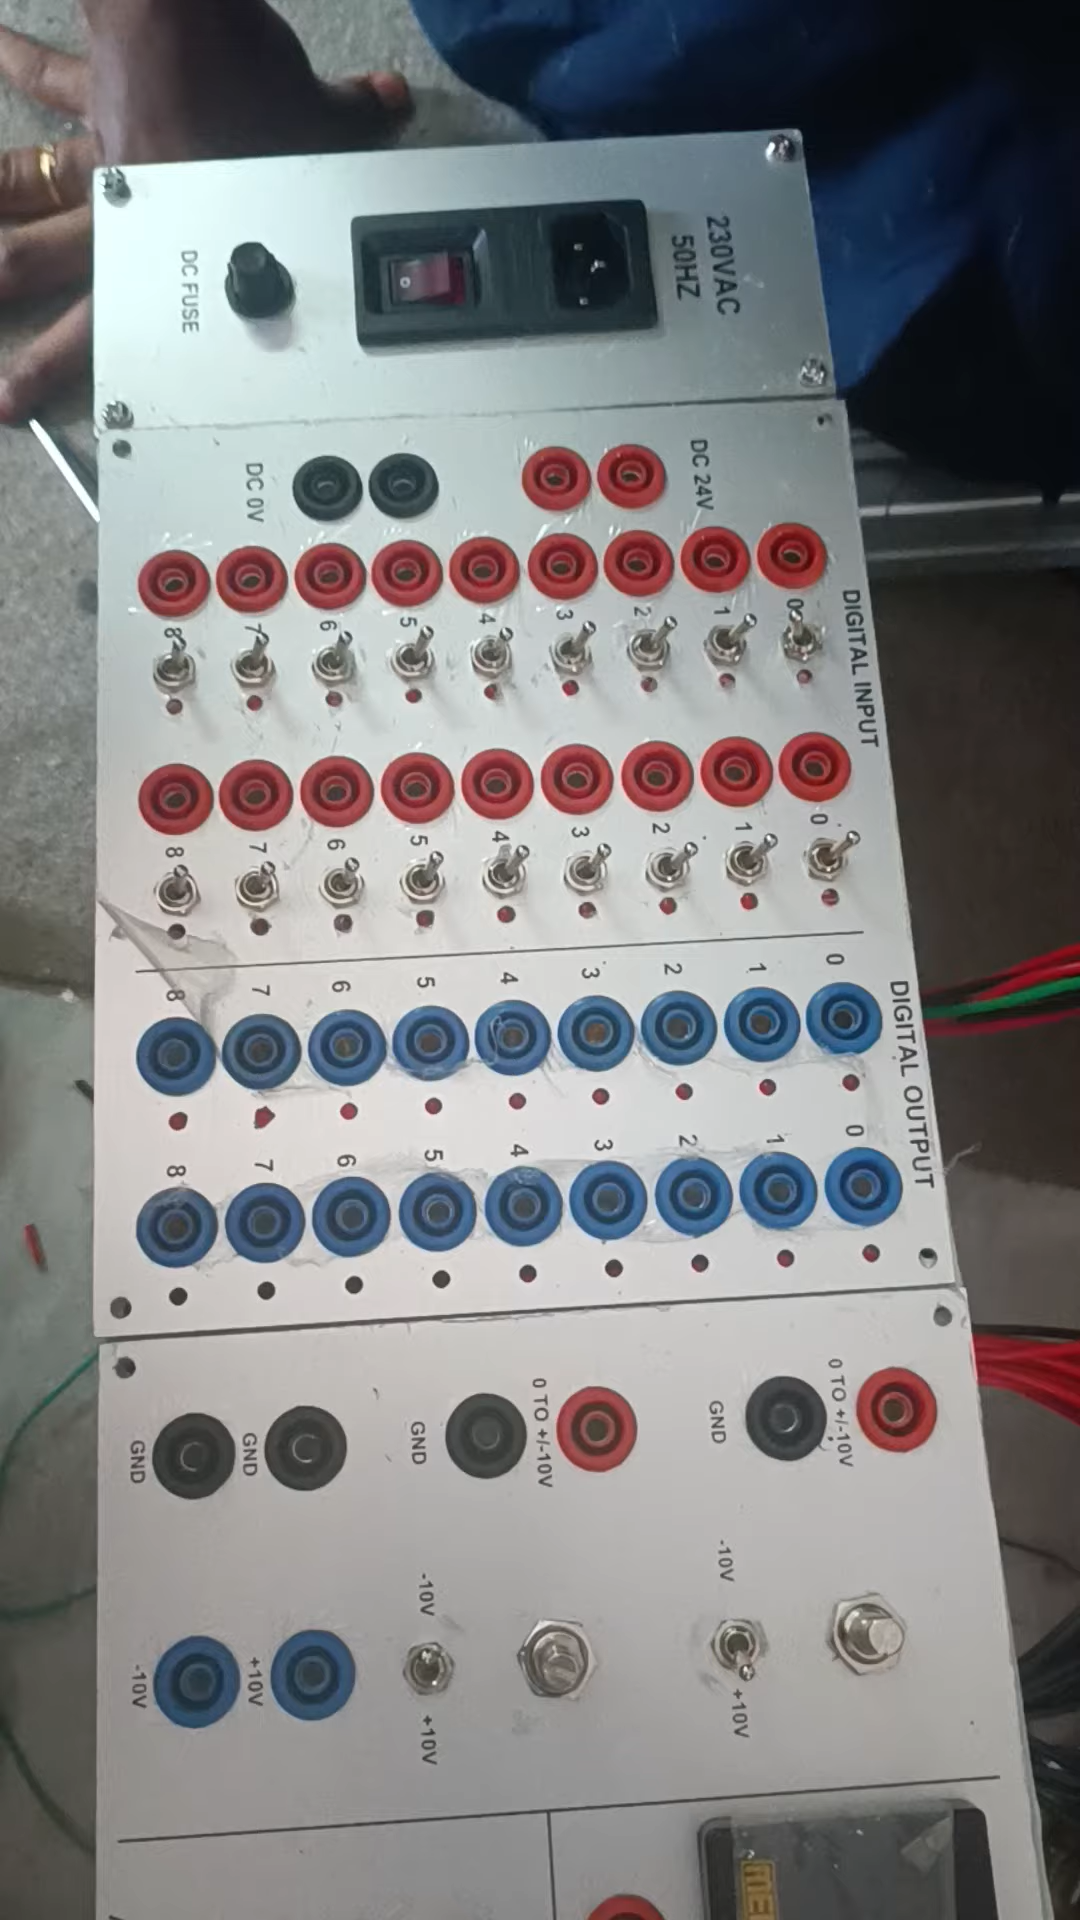 230VAC
50HZ
DC FUSE
DC 24V
DC 0V
DIGITAL INPUT
0 1 2 3 4 5 6 7 8
0 1 2 3 4 5 6 7 8
DIGITAL OUTPUT
0 1 2 3 4 5 6 7 8
0 1 2 3 4 5 6 7 8
0 TO +/-10V
GND
0 TO +/-10V
GND
GND
GND
-10V
+10V
-10V
+10V
+10V
-10V